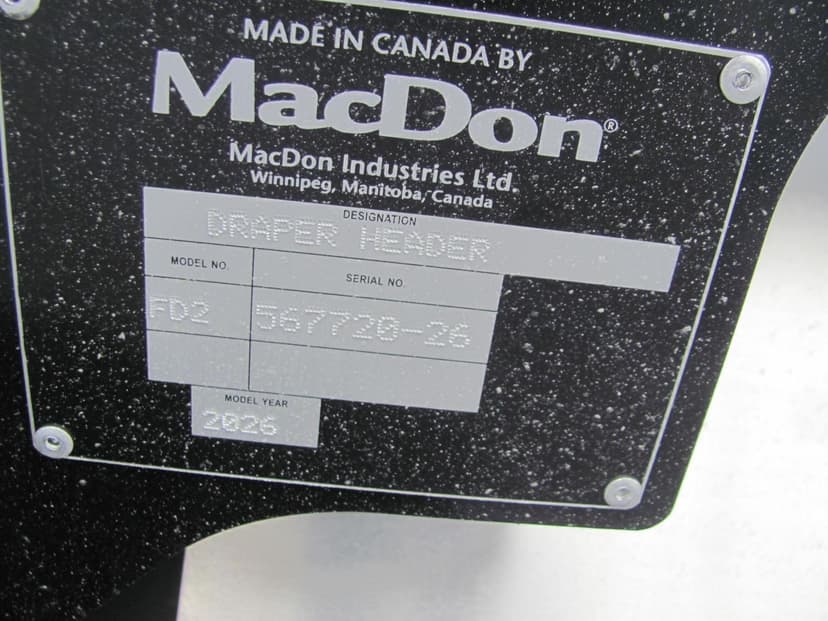 MADE IN CANADA BY
MacDon®
MacDon Industries Ltd.
Winnipeg, Manitoba, Canada
DESIGNATION
DRAPER HEADER
MODEL NO. SERIAL NO.
FD2 567720-26
MODEL YEAR
2026